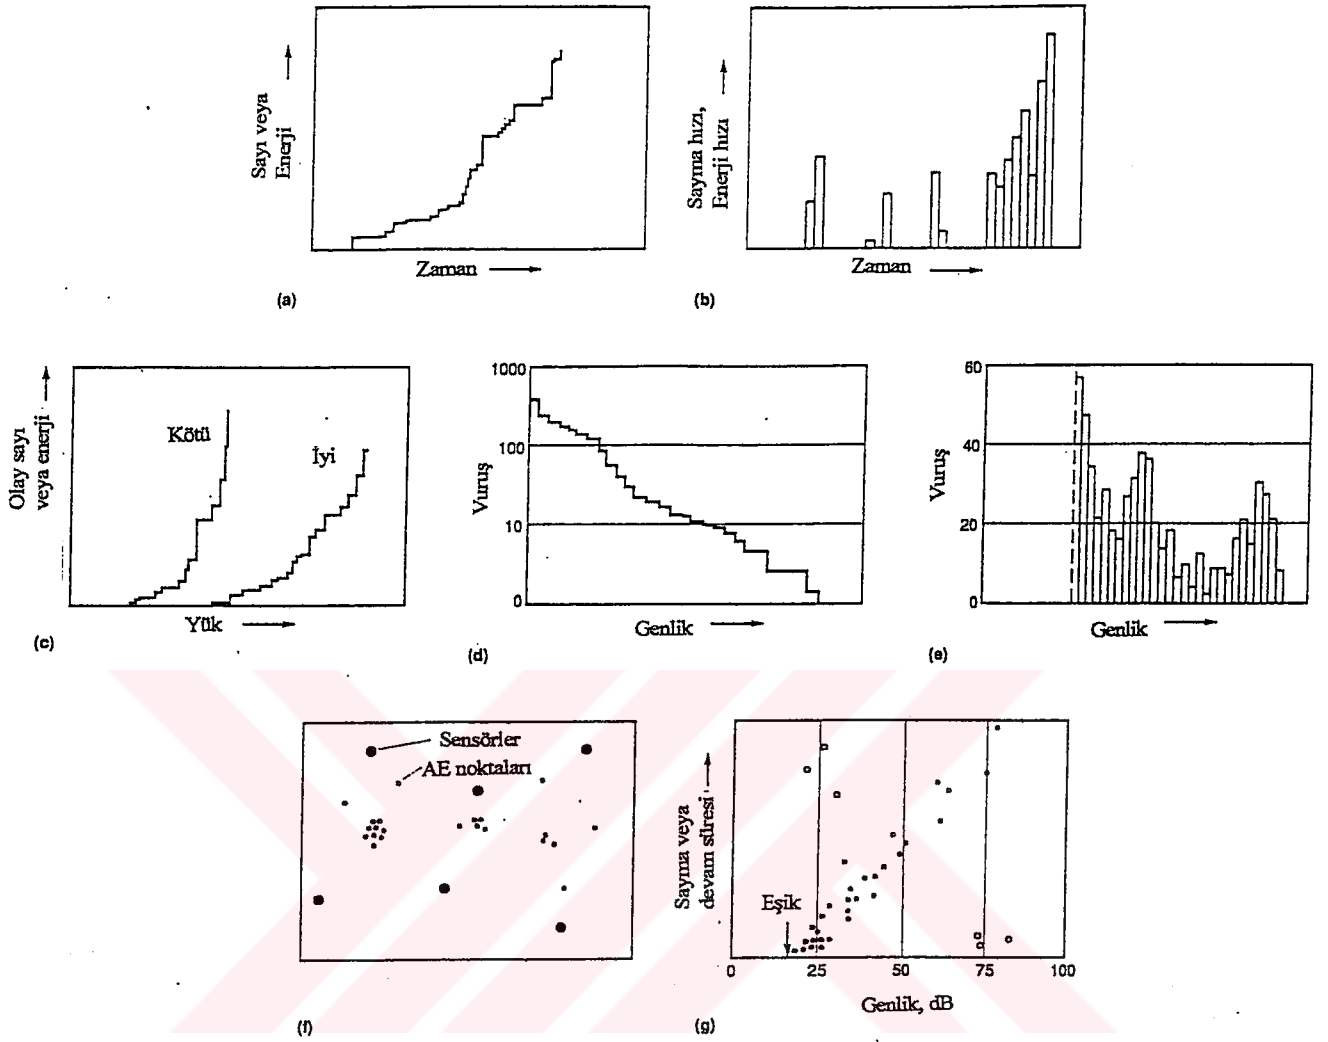 Sayı veya
Enerji
Zaman
(a)
Sayma hızı,
Enerji hızı
Zaman
(b)
Olay sayı
veya enerji
Kötü
İyi
Yük
(c)
Vuruş
1000
100
10
0
Genlik
(d)
Vuruş
60
40
20
0
Genlik
(e)
Sensörler
AE noktaları
(f)
Sayma veya
devam süresi
Eşik
0 25 50 75 100
Genlik, dB
(g)